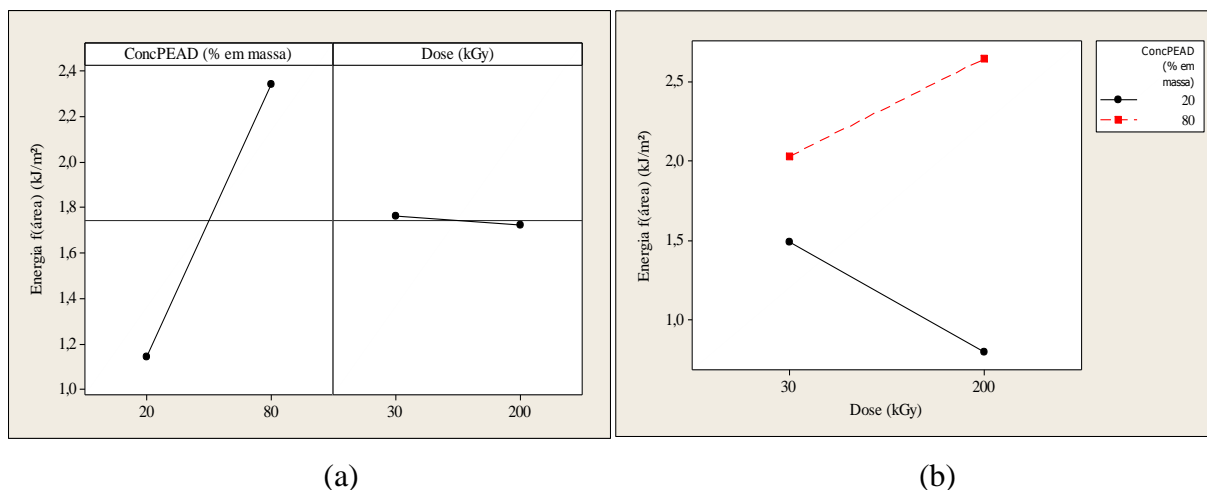 ConcPEAD (% em massa)
Dose (kGy)
2,4
2,2
2,0
1,8
1,6
1,4
1,2
1,0
Energia f(área) (kJ/m²)
20
80
30
200
(a)
2,5
2,0
1,5
1,0
Energia f(área) (kJ/m²)
30
200
Dose (kGy)
ConcPEAD
(% em
massa)
20
80
(b)